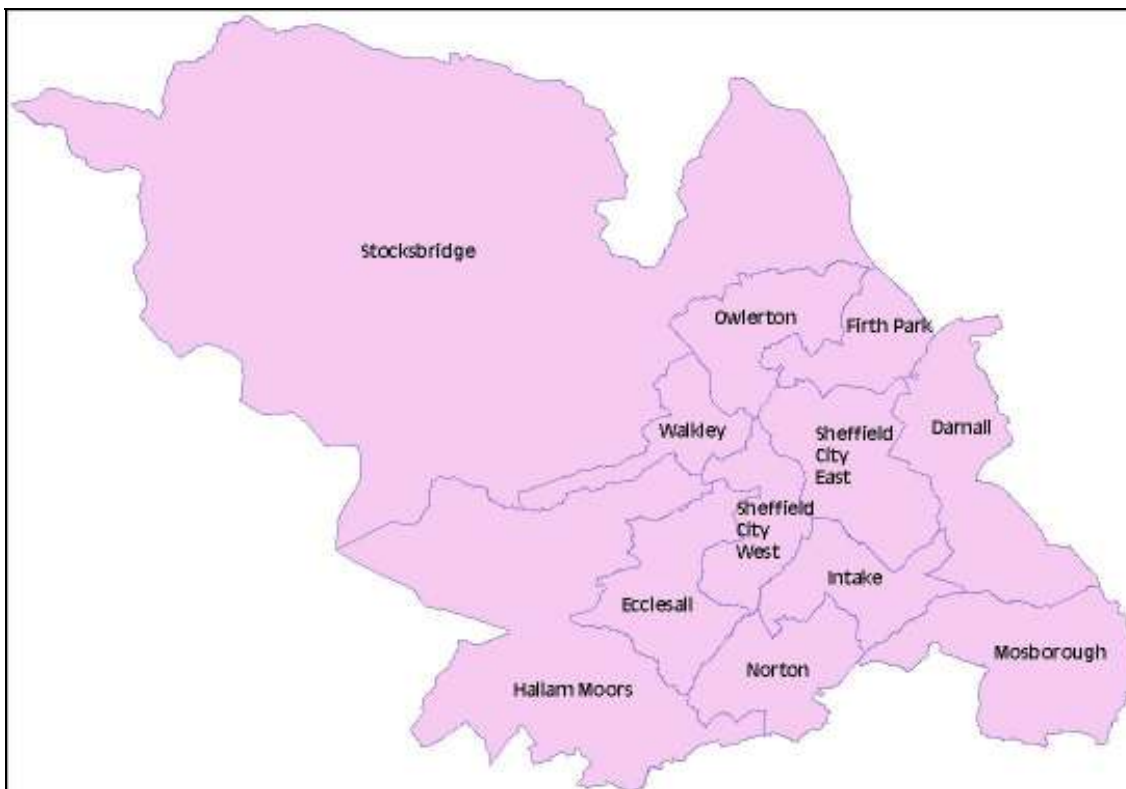 Stocksbridge
Owlerton
Firth Park
Walkley
Sheffield
City
East
Darnall
Sheffield
City
West
Intake
Ecclesall
Mosborough
Norton
Hallam Moors